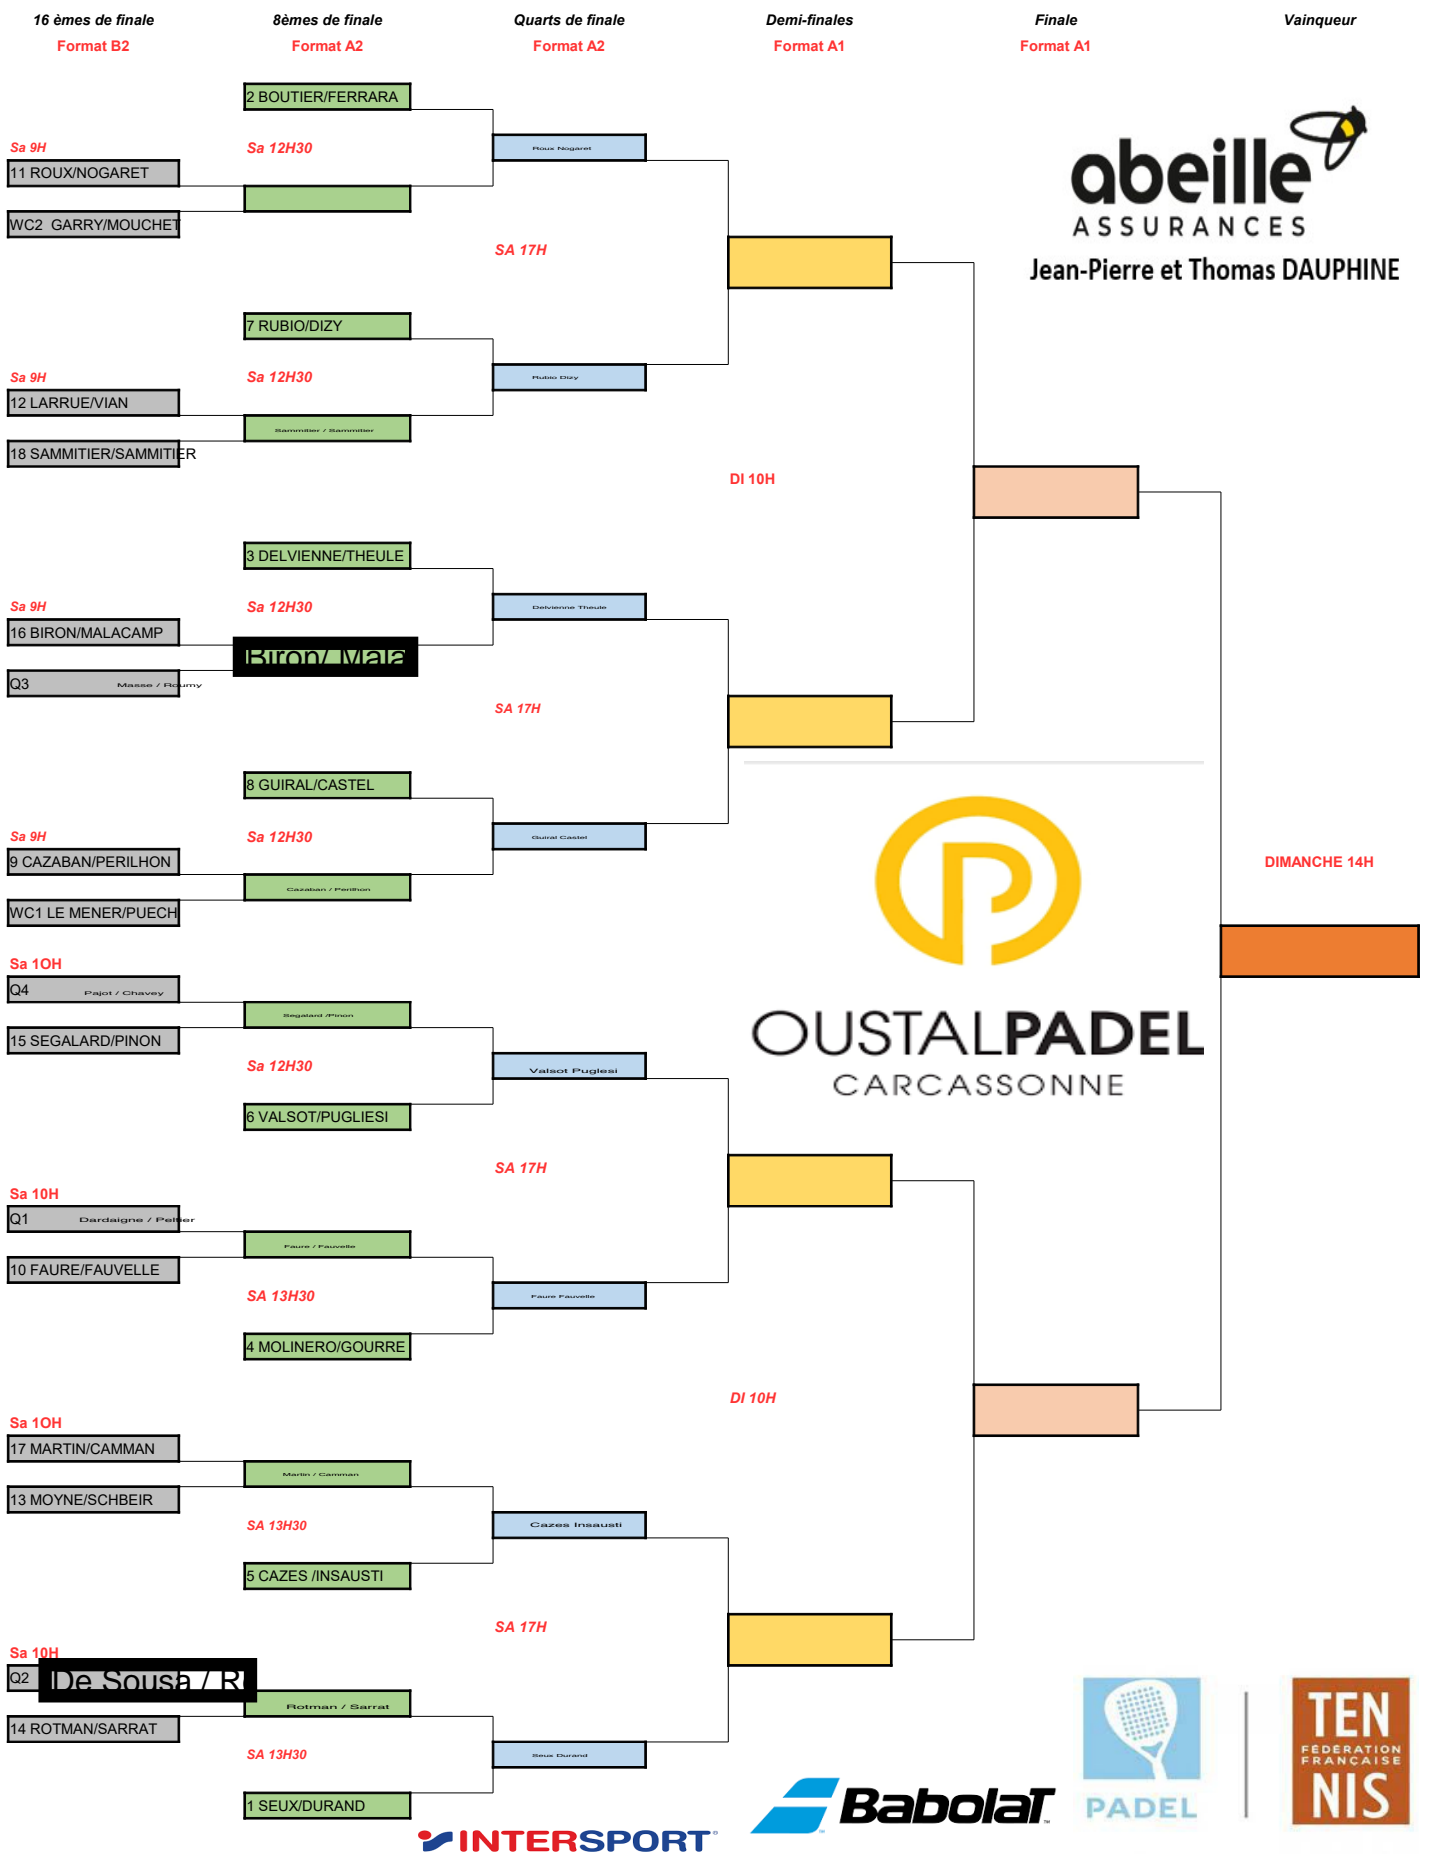 16 èmes de finale
8èmes de finale
Quarts de finale
Demi-finales
Finale
Vainqueur
Format B2
Format A2
Format A2
Format A1
Format A1
2 BOUTIER/FERRARA
Sa 9H
Sa 12H30
Roux Nogaret
11 ROUX/NOGARET
WC2 GARRY/MOUCHET
SA 17H
abeille
ASSURANCES
Jean-Pierre et Thomas DAUPHINE
7 RUBIO/DIZY
Sa 9H
Sa 12H30
Rubio Dizy
12 LARRUE/VIAN
Sammitier / Sammitier
18 SAMMITIER/SAMMITIER
DI 10H
3 DELVIENNE/THEULE
Sa 9H
Sa 12H30
Delvienne Theule
16 BIRON/MALACAMP
Biron/ Mala
Q3 Masse / Roumy
SA 17H
8 GUIRAL/CASTEL
Sa 9H
Sa 12H30
Guiral Castel
9 CAZABAN/PERILHON
Cazaban / Perilhon
WC1 LE MENER/PUECH
DIMANCHE 14H
Sa 1OH
Q4 Pajot / Chavey
Segalard /Pinon
15 SEGALARD/PINON
Sa 12H30
Valsot Puglesi
6 VALSOT/PUGLIESI
OUSTALPADEL
CARCASSONNE
SA 17H
Sa 10H
Q1 Dardaigne / Peltier
Faure / Fauvelle
10 FAURE/FAUVELLE
SA 13H30
Faure Fauvelle
4 MOLINERO/GOURRE
DI 10H
Sa 1OH
17 MARTIN/CAMMAN
Martin / Camman
13 MOYNE/SCHBEIR
SA 13H30
Cazes Insausti
5 CAZES /INSAUSTI
SA 17H
Sa 10H
Q2 De Sousa / R
Rotman / Sarrat
14 ROTMAN/SARRAT
SA 13H30
Seux Durand
1 SEUX/DURAND
INTERSPORT
BabolaT
PADEL
TEN
FÉDÉRATION
FRANÇAISE
NIS